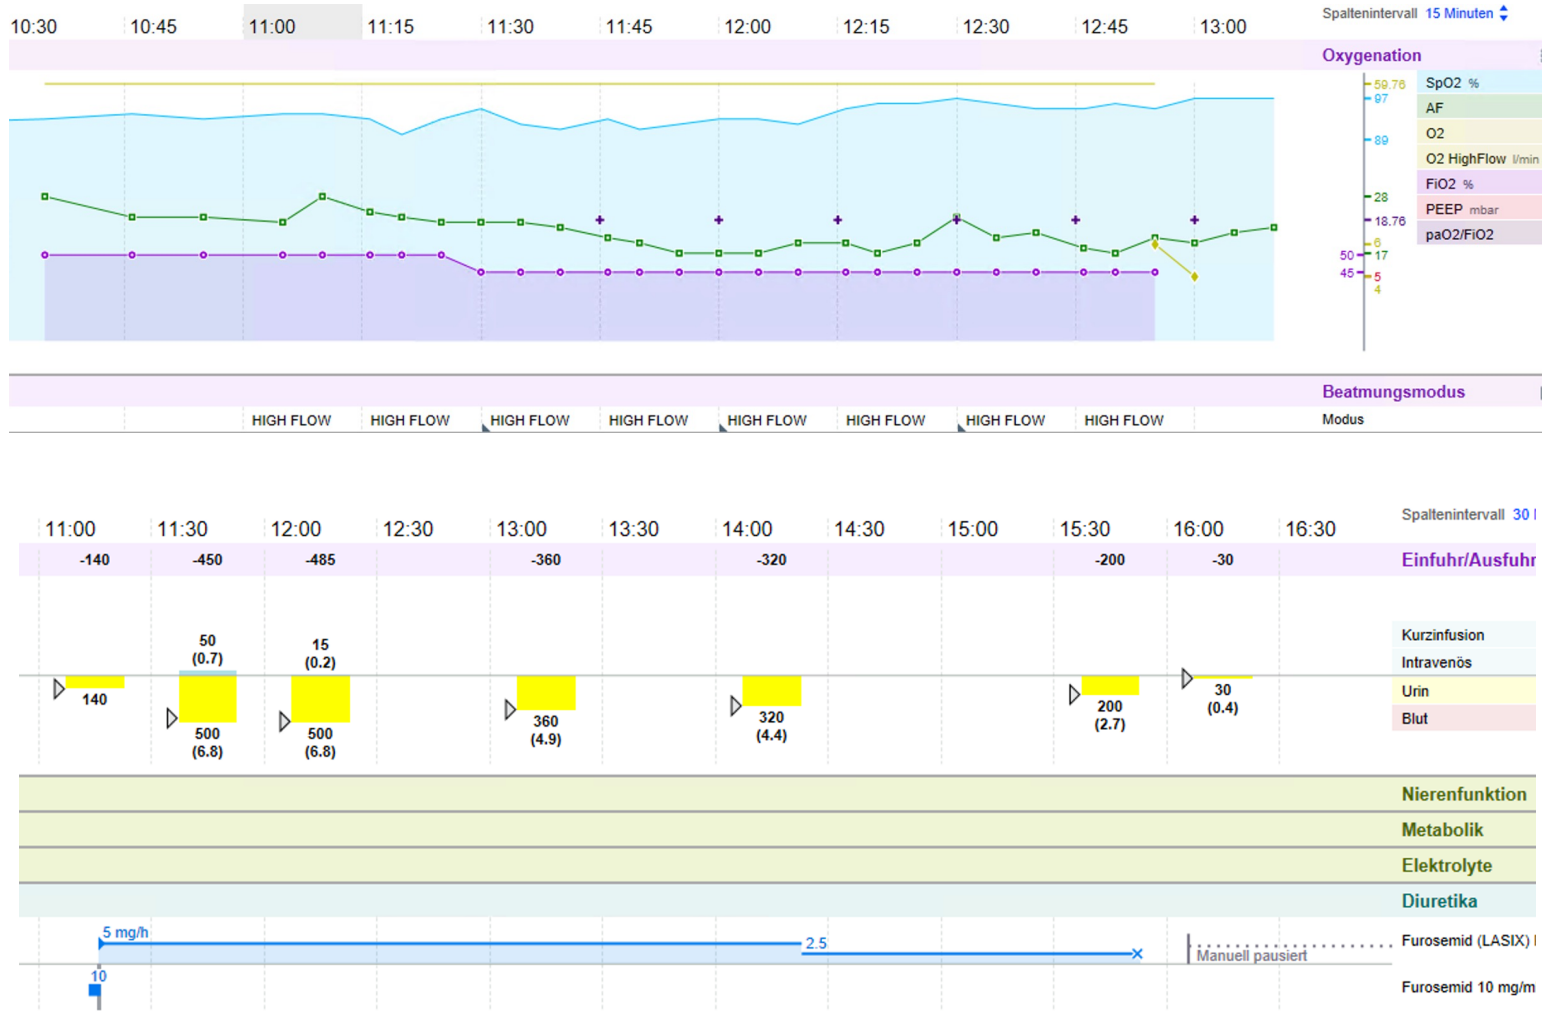 10:30 10:45 11:00 11:15 11:30 11:45 12:00 12:15 12:30 12:45 13:00 Spaltenintervall 15 Minuten
Oxygenation
59.76 SpO2 %
97
AF
O2
89
O2 HighFlow l/min
FiO2 %
28
PEEP mbar
18.76
paO2/FiO2
6
50 17
45 5
4
Beatmungsmodus
HIGH FLOW HIGH FLOW HIGH FLOW HIGH FLOW HIGH FLOW HIGH FLOW HIGH FLOW HIGH FLOW Modus
11:00 11:30 12:00 12:30 13:00 13:30 14:00 14:30 15:00 15:30 16:00 16:30 Spaltenintervall 30
-140 -450 -485 -360 -320 -200 -30 Einfuhr/Ausfuhr
50 15 Kurzinfusion
(0.7) (0.2) Intravenös
140 500 500 360 320 200 30 Urin
(6.8) (6.8) (4.9) (4.4) (2.7) (0.4) Blut
Nierenfunktion
Metabolik
Elektrolyte
Diuretika
5 mg/h 2.5 Furosemid (LASIX)
Manuell pausiert
10 Furosemid 10 mg/m